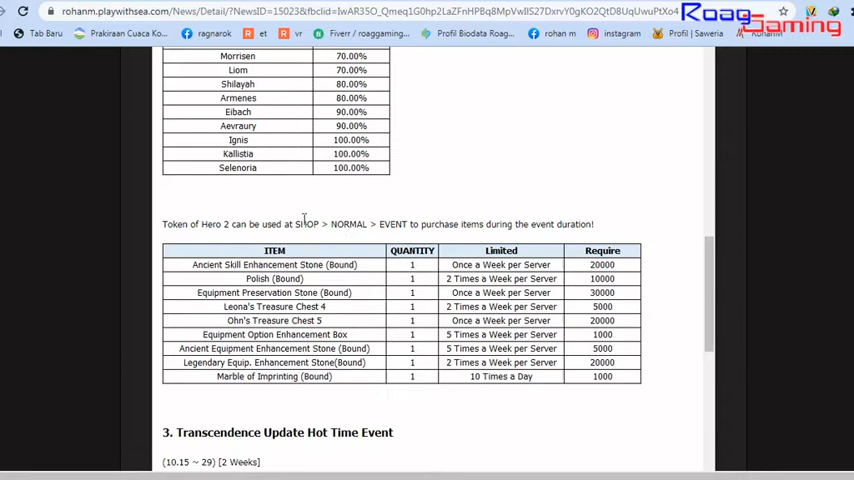 rohanm.playwithsea.com/News/Detail/?NewsID=15023&fbclid=IwAR35O_Qmeq1G0hp2LaZFnHPBq8MpVwIlS27DxrvY0gKO2QtD8UqUwuPtXo4
Roag
Gaming
Tab Baru
Prakiraan Cuaca Ko...
ragnarok
et
vr
Fiverr / roaggaming...
Profil Biodata Roag...
rohan m
instagram
Profil | Saweria
Morrisen 70.00%
Liom 70.00%
Shilayah 80.00%
Armenes 80.00%
Eibach 90.00%
Aevraury 90.00%
Ignis 100.00%
Kallistia 100.00%
Selenoria 100.00%
Token of Hero 2 can be used at SHOP > NORMAL > EVENT to purchase items during the event duration!
ITEM QUANTITY Limited Require
Ancient Skill Enhancement Stone (Bound) 1 Once a Week per Server 20000
Polish (Bound) 1 2 Times a Week per Server 10000
Equipment Preservation Stone (Bound) 1 Once a Week per Server 30000
Leona's Treasure Chest 4 1 2 Times a Week per Server 5000
Ohn's Treasure Chest 5 1 Once a Week per Server 20000
Equipment Option Enhancement Box 1 5 Times a Week per Server 1000
Ancient Equipment Enhancement Stone (Bound) 1 5 Times a Week per Server 5000
Legendary Equip. Enhancement Stone(Bound) 1 2 Times a Week per Server 20000
Marble of Imprinting (Bound) 1 10 Times a Day 1000
3. Transcendence Update Hot Time Event
(10.15 ~ 29) [2 Weeks]